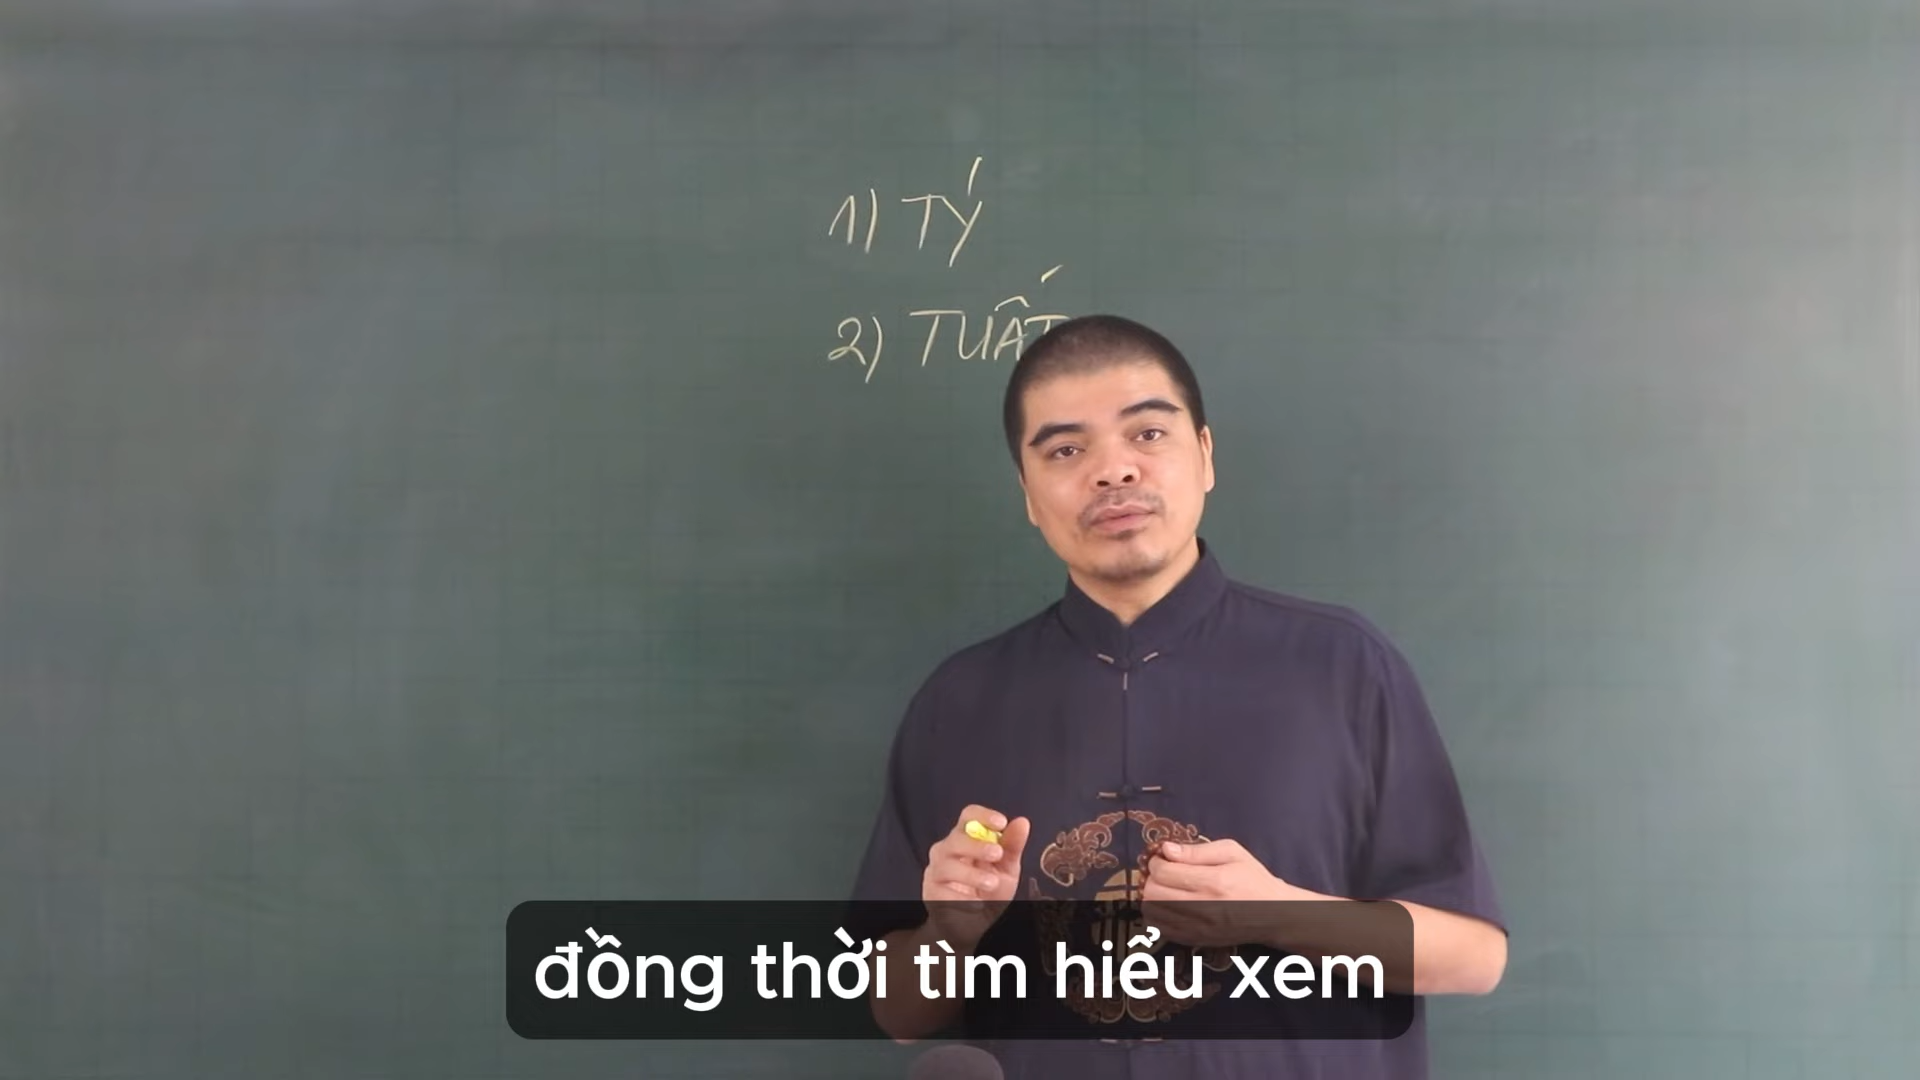 1) TÝ
2) TUẤT
đồng thời tìm hiểu xem